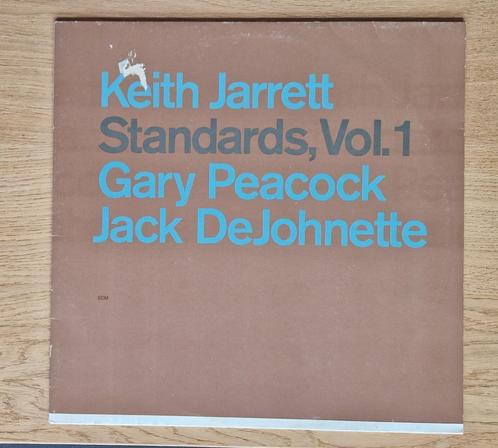 Keith Jarrett
Standards, Vol. 1
Gary Peacock
Jack DeJohnette
ECM